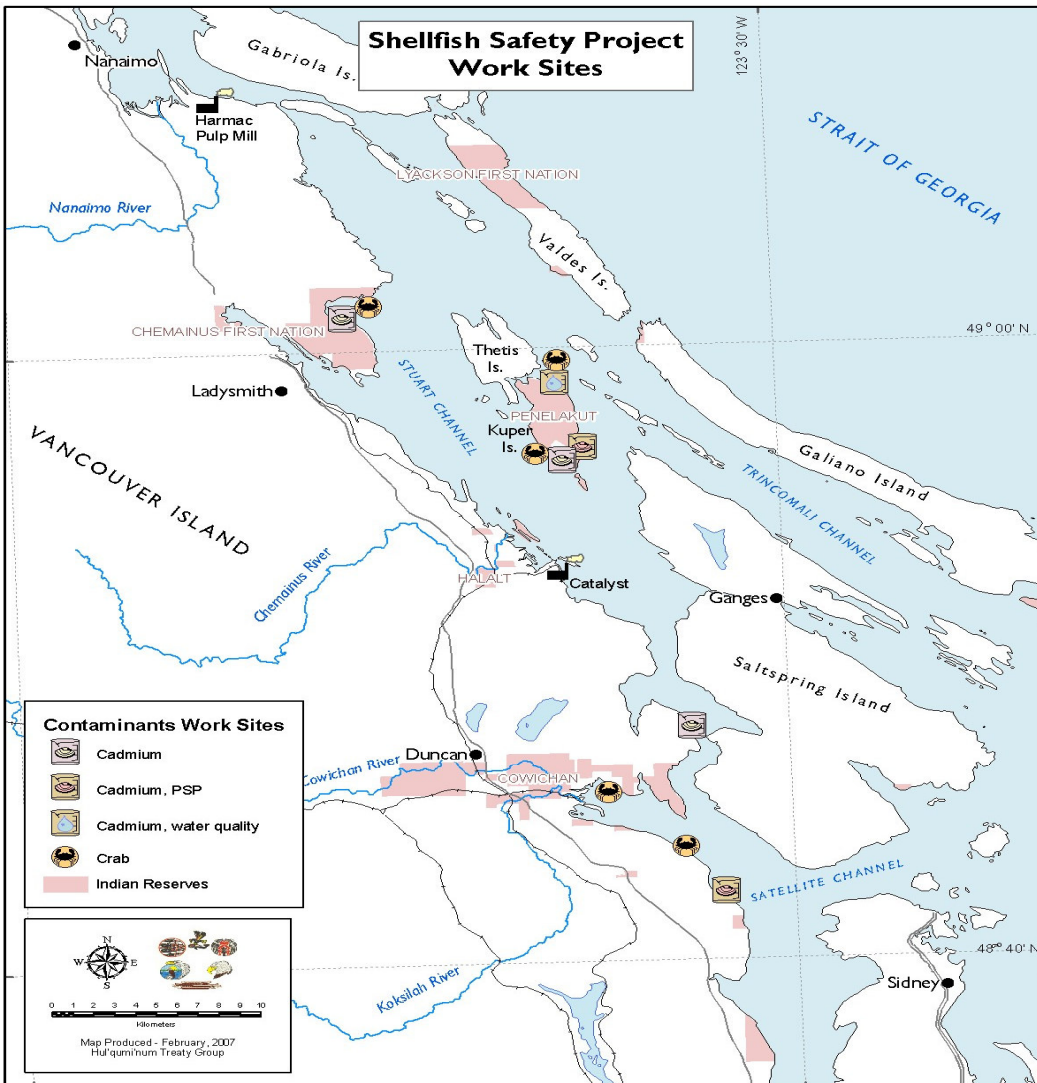 Shellfish Safety Project
Work Sites
123° 30' W
Nanaimo
Gabriola Is.
Harmac
Pulp Mill
STRAIT OF GEORGIA
LYACKSON FIRST NATION
Nanaimo River
Valdes Is.
CHEMAINUS FIRST NATION
49° 00' N
Thetis
Is.
STUART CHANNEL
Ladysmith
PENELAKUT
Kuper
Is.
VANCOUVER ISLAND
Galiano Island
TRINCOMALI CHANNEL
Chemainus River
HALALT
Catalyst
Ganges
Saltspring Island
Contaminants Work Sites
Cadmium
Cadmium, PSP
Cadmium, water quality
Crab
Indian Reserves
Duncan
Cowichan River
COWICHAN
SATELLITE CHANNEL
48° 40' N
Sidney
Koksilah River
N
W E
S
0 1 2 3 4 5 6 7 8 9 10
Kilometers
Map Produced - February, 2007
Hul'qumi'num Treaty Group